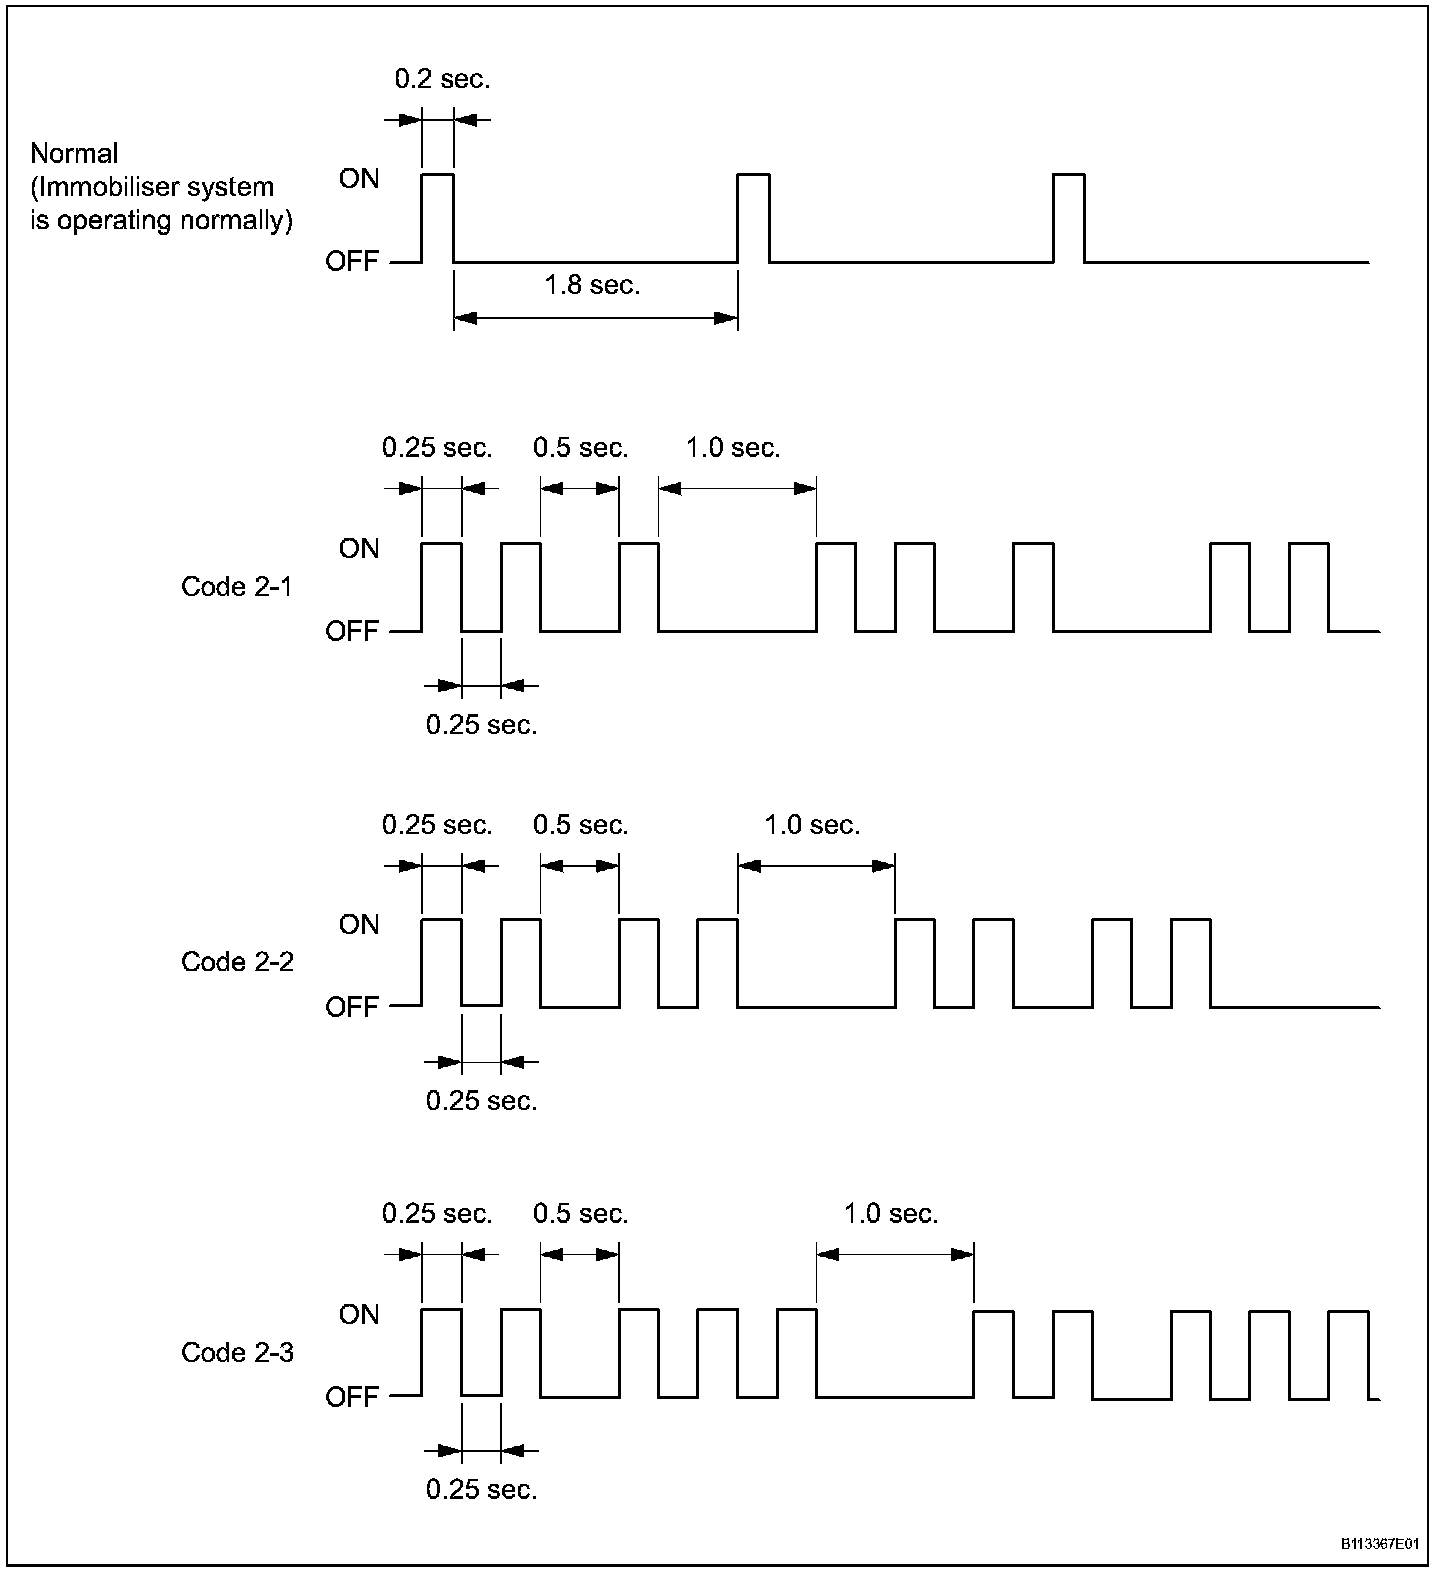 0.2 sec.
Normal
(Immobiliser system
is operating normally)
ON
OFF
1.8 sec.
0.25 sec. 0.5 sec. 1.0 sec.
ON
Code 2-1
OFF
0.25 sec.
0.25 sec. 0.5 sec. 1.0 sec.
ON
Code 2-2
OFF
0.25 sec.
0.25 sec. 0.5 sec. 1.0 sec.
ON
Code 2-3
OFF
0.25 sec.
B113367E01